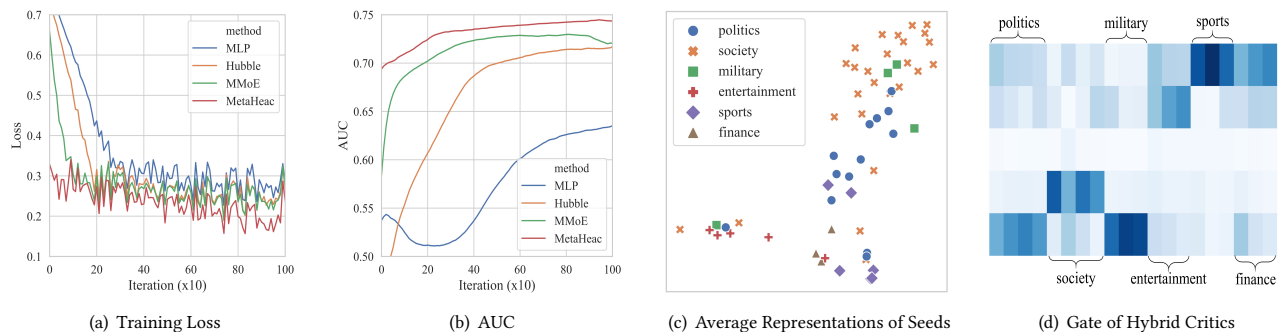 0.7
0.6
0.5
0.4
0.3
0.2
0.1
Loss
0
20
40
60
80
100
Iteration (x10)
method
MLP
Hubble
MMoE
MetaHeac
(a) Training Loss
0.75
0.70
0.65
0.60
0.55
0.50
AUC
0
20
40
60
80
100
Iteration (x10)
method
MLP
Hubble
MMoE
MetaHeac
(b) AUC
politics
society
military
entertainment
sports
finance
(c) Average Representations of Seeds
politics
military
sports
society
entertainment
finance
(d) Gate of Hybrid Critics